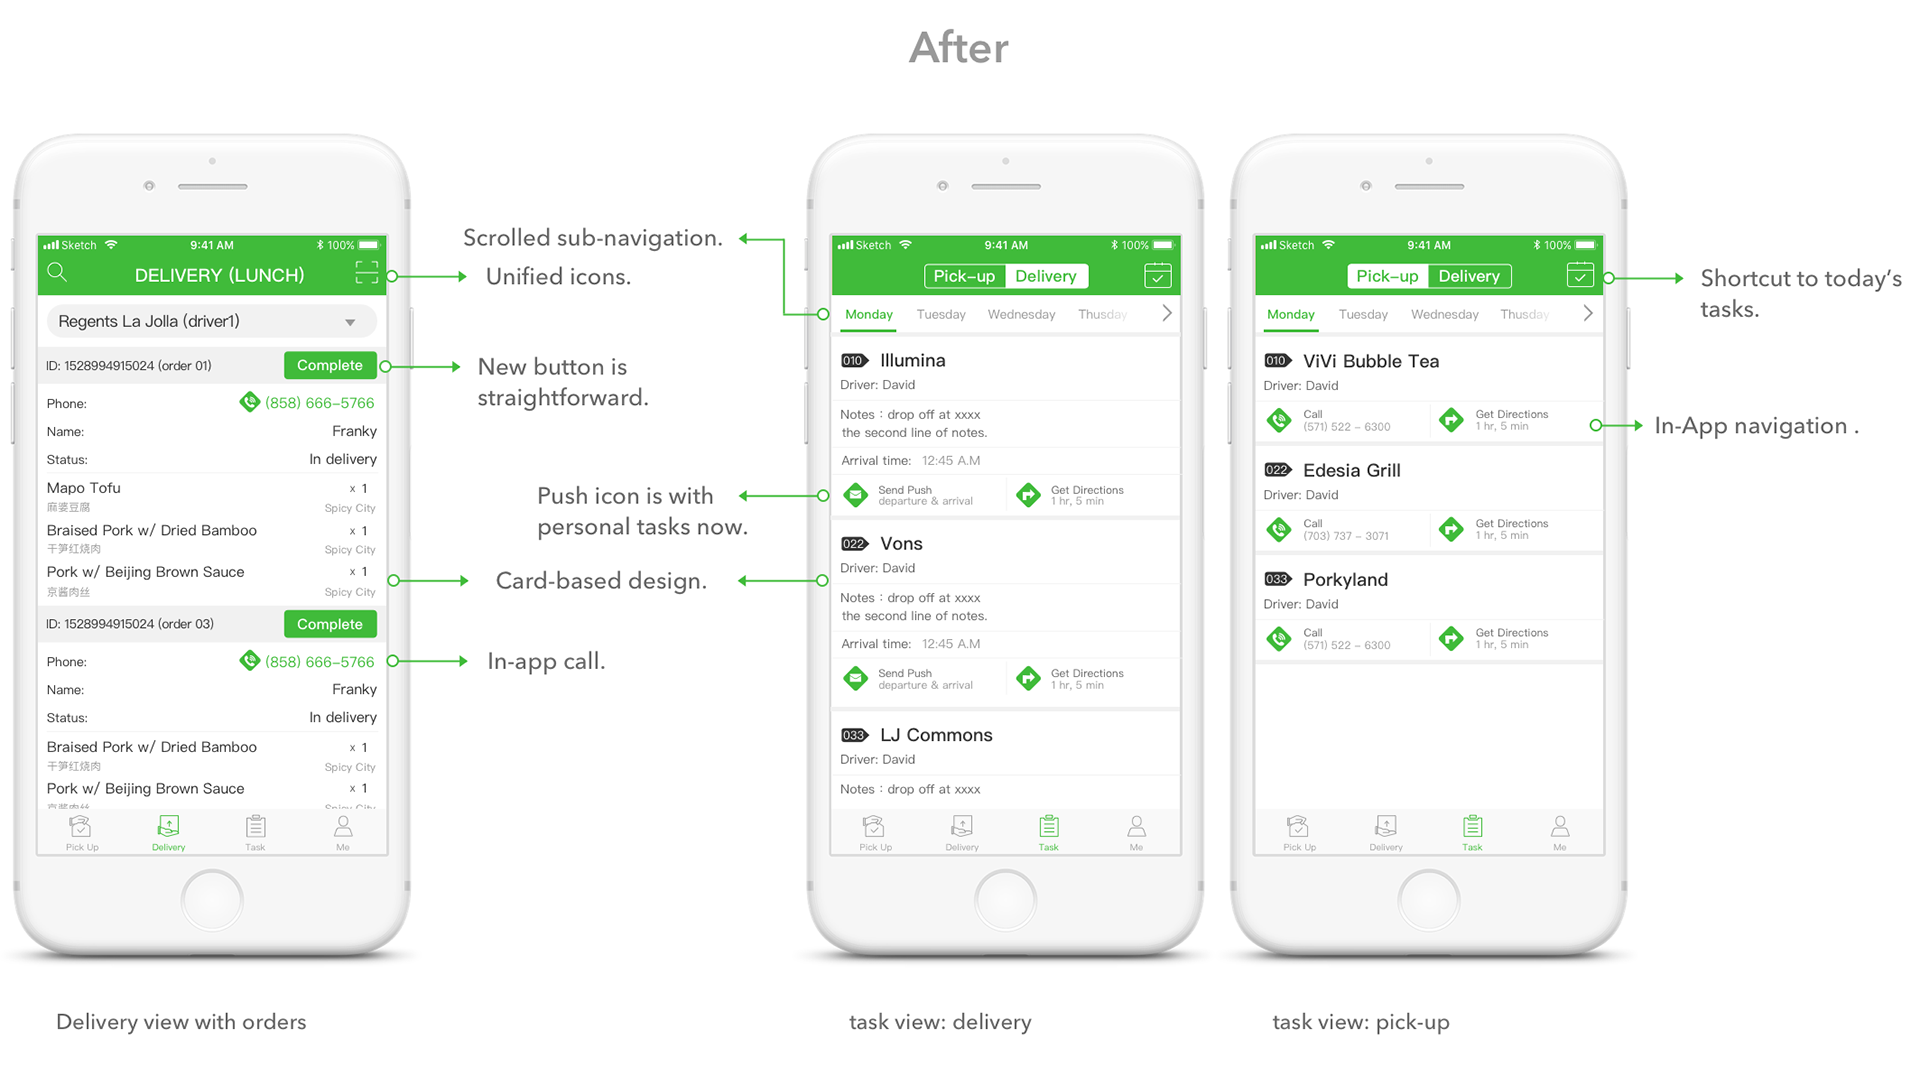 After
Sketch 9:41 AM 100%
DELIVERY (LUNCH)
Regents La Jolla (driver1)
ID: 1528994915024 (order 01) Complete
Phone: (858) 666-5766
Name: Franky
Status: In delivery
Mapo Tofu x 1
麻婆豆腐 Spicy City
Braised Pork w/ Dried Bamboo x 1
干笋红烧肉 Spicy City
Pork w/ Beijing Brown Sauce x 1
京酱肉丝 Spicy City
ID: 1528994915024 (order 03) Complete
Phone: (858) 666-5766
Name: Franky
Status: In delivery
Braised Pork w/ Dried Bamboo x 1
干笋红烧肉 Spicy City
Pork w/ Beijing Brown Sauce x 1
京酱肉丝 Spicy City
Pick Up Delivery Task Me
Delivery view with orders
Scrolled sub-navigation.
Unified icons.
New button is
straightforward.
Push icon is with
personal tasks now.
Card-based design.
In-app call.
Sketch 9:41 AM 100%
Pick-up Delivery
Monday Tuesday Wednesday Thusday
010 Illumina
Driver: David
Notes : drop off at xxxx
the second line of notes.
Arrival time: 12:45 A.M
Send Push Get Directions
departure & arrival 1 hr, 5 min
022 Vons
Driver: David
Notes : drop off at xxxx
the second line of notes.
Arrival time: 12:45 A.M
Send Push Get Directions
departure & arrival 1 hr, 5 min
033 LJ Commons
Driver: David
Notes : drop off at xxxx
Pick Up Delivery Task Me
task view: delivery
Sketch 9:41 AM 100%
Pick-up Delivery
Monday Tuesday Wednesday Thusday
010 ViVi Bubble Tea
Driver: David
Call Get Directions
(571) 522 - 6300 1 hr, 5 min
022 Edesia Grill
Driver: David
Call Get Directions
(703) 737 - 3071 1 hr, 5 min
033 Porkyland
Driver: David
Call Get Directions
(571) 522 - 6300 1 hr, 5 min
Pick Up Delivery Task Me
task view: pick-up
Shortcut to today's
tasks.
In-App navigation .